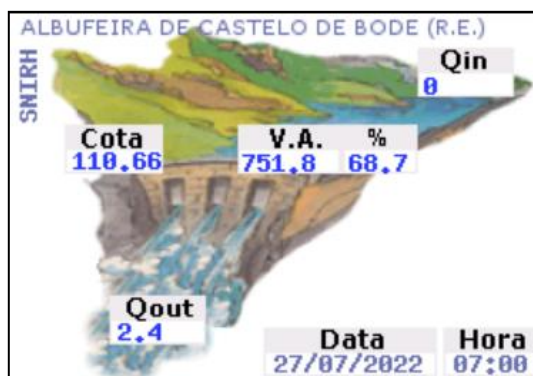 ALBUFEIRA DE CASTELO DE BODE (R.E.)
SNIRH
Qin
0
Cota
110.66
V.A. %
751.8 68.7
Qout
2.4
Data Hora
27/07/2022 07:00